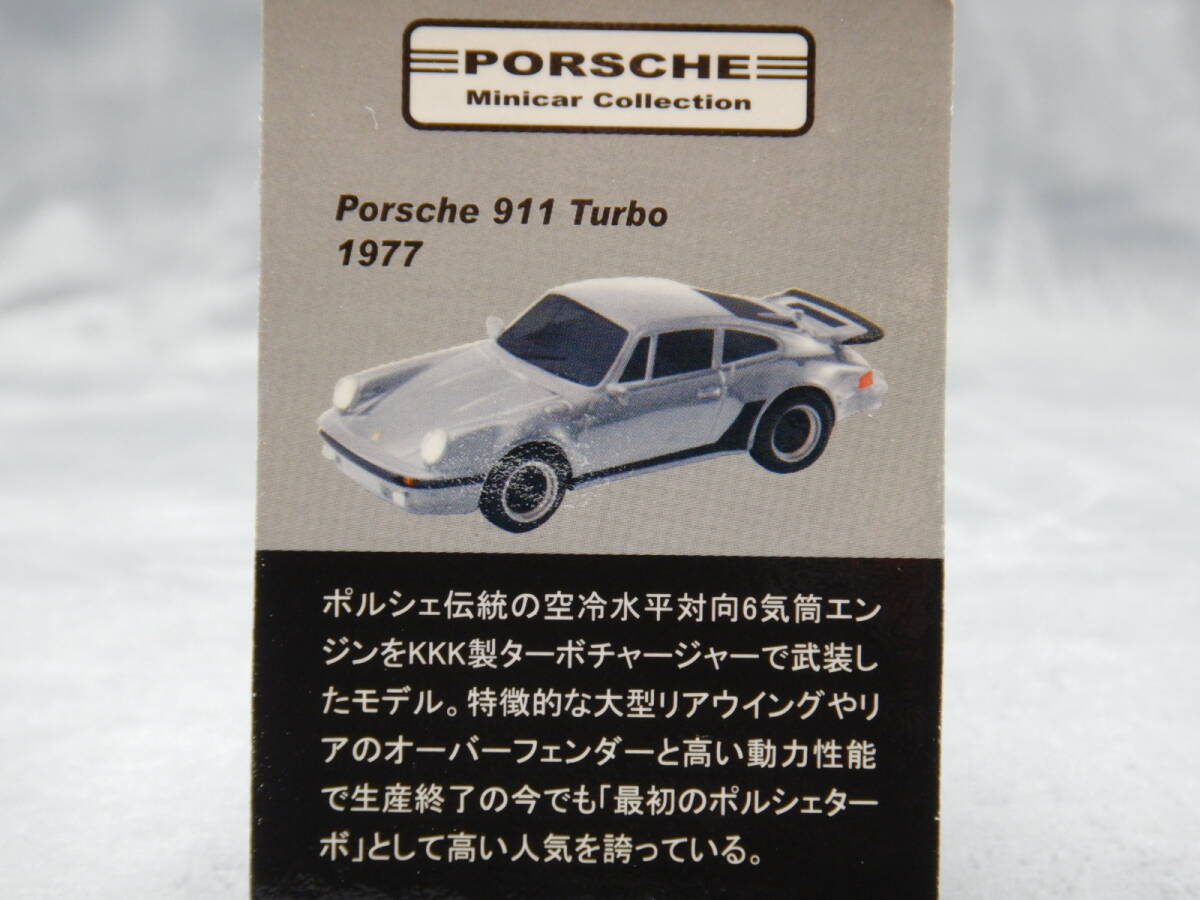 PORSCHE
Minicar Collection
Porsche 911 Turbo
1977
ポルシェ伝統の空冷水平対向6気筒エン
ジンをKKK製ターボチャージャーで武装し
たモデル。特徴的な大型リアウイングやリ
アのオーバーフェンダーと高い動力性能
で生産終了の今でも「最初のポルシェター
ボ」として高い人気を誇っている。